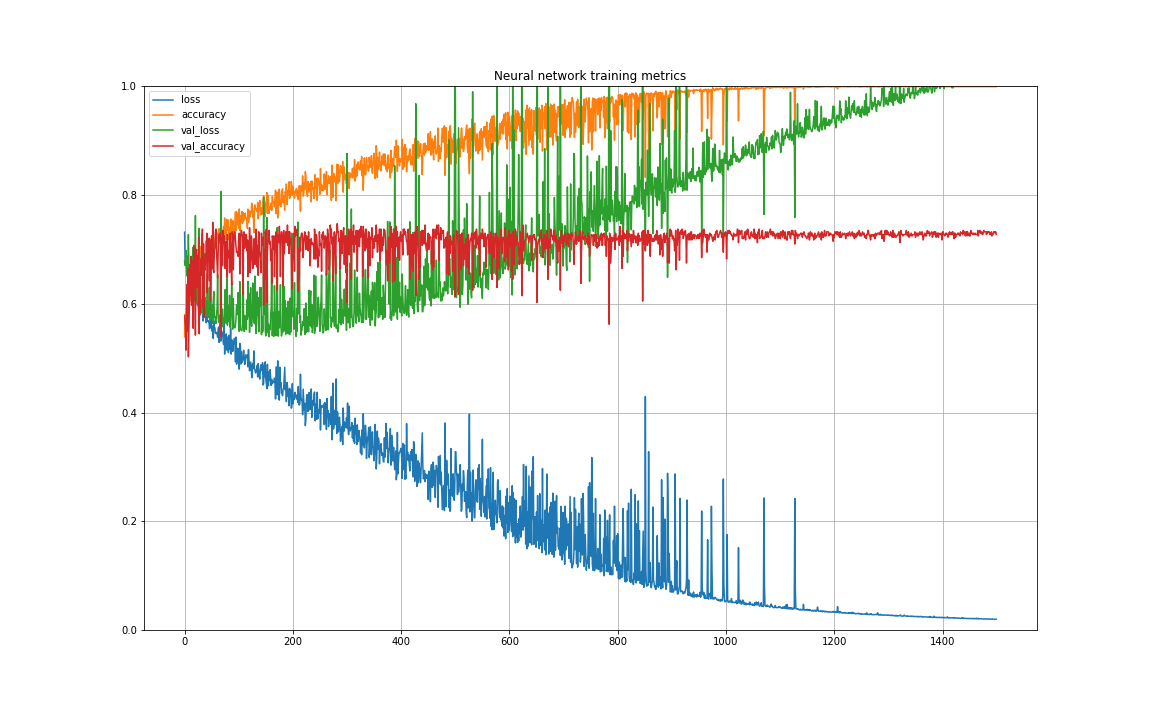 Neural network training metrics
1.0
0.8
0.6
0.4
0.2
0.0
loss
accuracy
val_loss
val_accuracy
0 200 400 600 800 1000 1200 1400